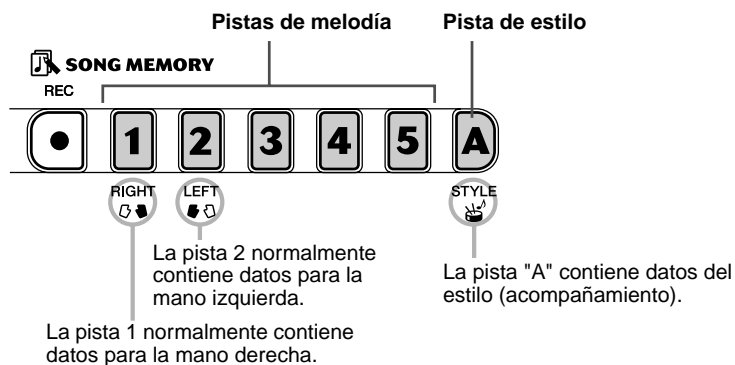 Pistas de melodía Pista de estilo
SONG MEMORY
REC
1 2 3 4 5 A
RIGHT LEFT STYLE
La pista 2 normalmente
contiene datos para la
mano izquierda.
La pista "A" contiene datos del
estilo (acompañamiento).
La pista 1 normalmente contiene
datos para la mano derecha.